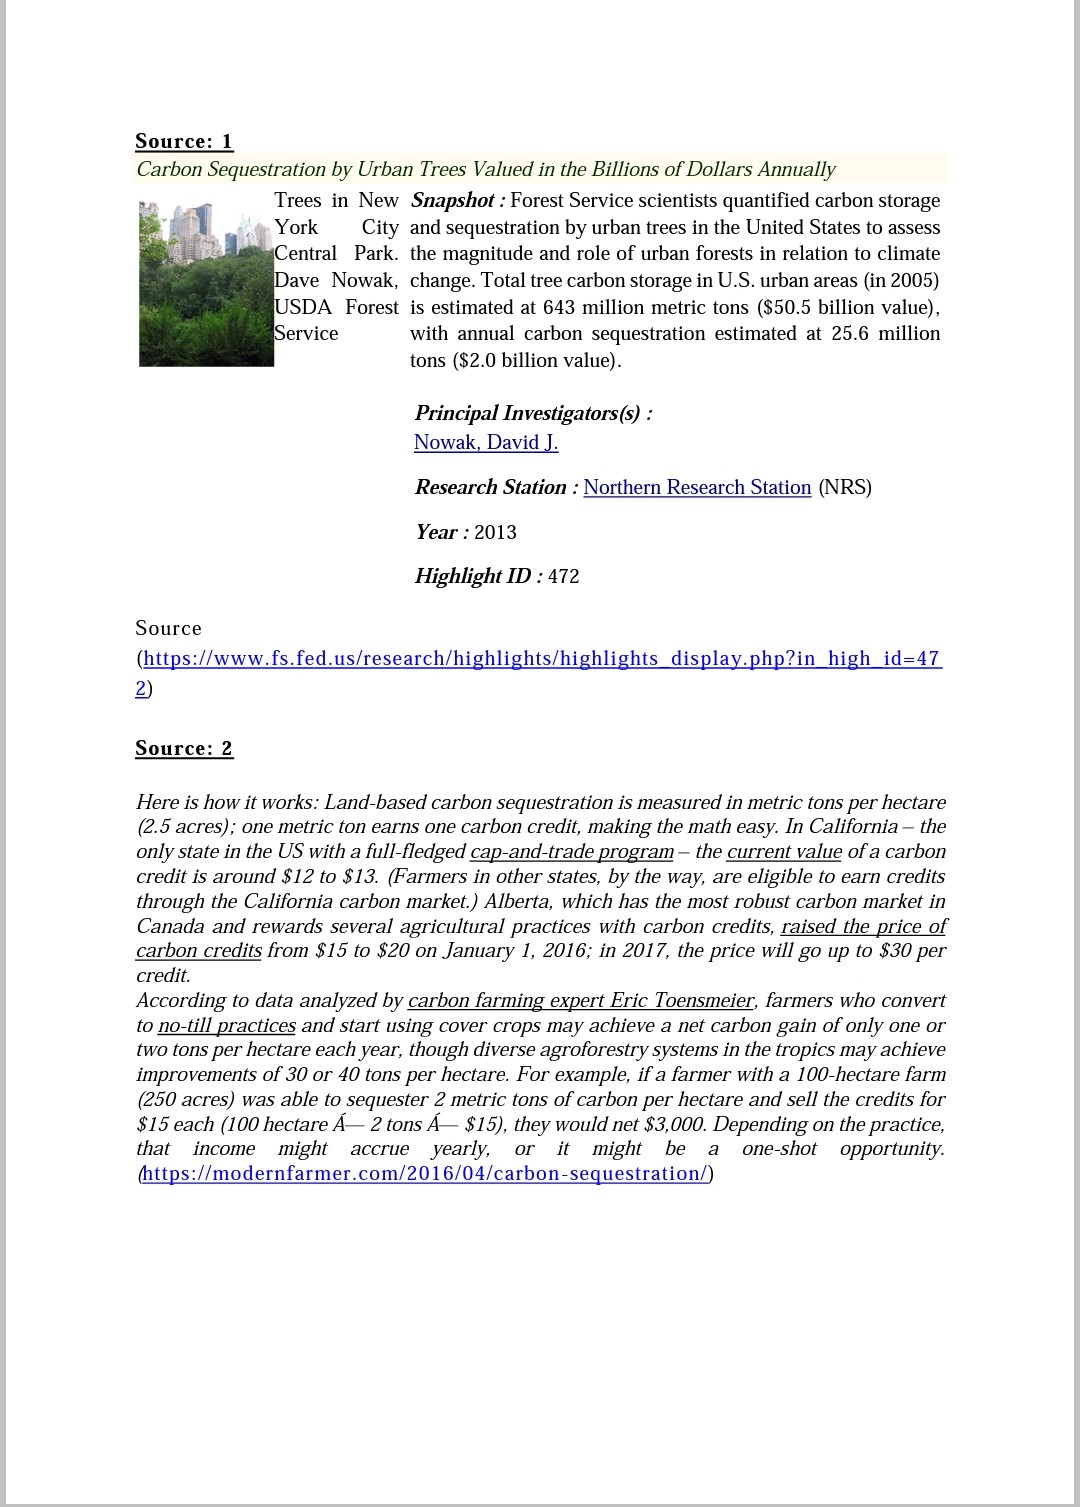 Source: 1
Carbon Sequestration by Urban Trees Valued in the Billions of Dollars Annually
Trees in New
York City
Central Park.
Dave Nowak,
USDA Forest
Service
Snapshot : Forest Service scientists quantified carbon storage
and sequestration by urban trees in the United States to assess
the magnitude and role of urban forests in relation to climate
change. Total tree carbon storage in U.S. urban areas (in 2005)
is estimated at 643 million metric tons ($50.5 billion value),
with annual carbon sequestration estimated at 25.6 million
tons ($2.0 billion value).
Principal Investigators(s) :
Nowak, David J.
Research Station : Northern Research Station (NRS)
Year : 2013
Highlight ID : 472
Source
(https://www.fs.fed.us/research/highlights/highlights_display.php?in_high_id=47
2)
Source: 2
Here is how it works: Land-based carbon sequestration is measured in metric tons per hectare
(2.5 acres); one metric ton earns one carbon credit, making the math easy. In California – the
only state in the US with a full-fledged cap-and-trade program – the current value of a carbon
credit is around $12 to $13. (Farmers in other states, by the way, are eligible to earn credits
through the California carbon market.) Alberta, which has the most robust carbon market in
Canada and rewards several agricultural practices with carbon credits, raised the price of
carbon credits from $15 to $20 on January 1, 2016; in 2017, the price will go up to $30 per
credit.
According to data analyzed by carbon farming expert Eric Toensmeier, farmers who convert
to no-till practices and start using cover crops may achieve a net carbon gain of only one or
two tons per hectare each year, though diverse agroforestry systems in the tropics may achieve
improvements of 30 or 40 tons per hectare. For example, if a farmer with a 100-hectare farm
(250 acres) was able to sequester 2 metric tons of carbon per hectare and sell the credits for
$15 each (100 hectare Á— 2 tons Á— $15), they would net $3,000. Depending on the practice,
that income might accrue yearly, or it might be a one-shot opportunity.
(https://modernfarmer.com/2016/04/carbon-sequestration/)